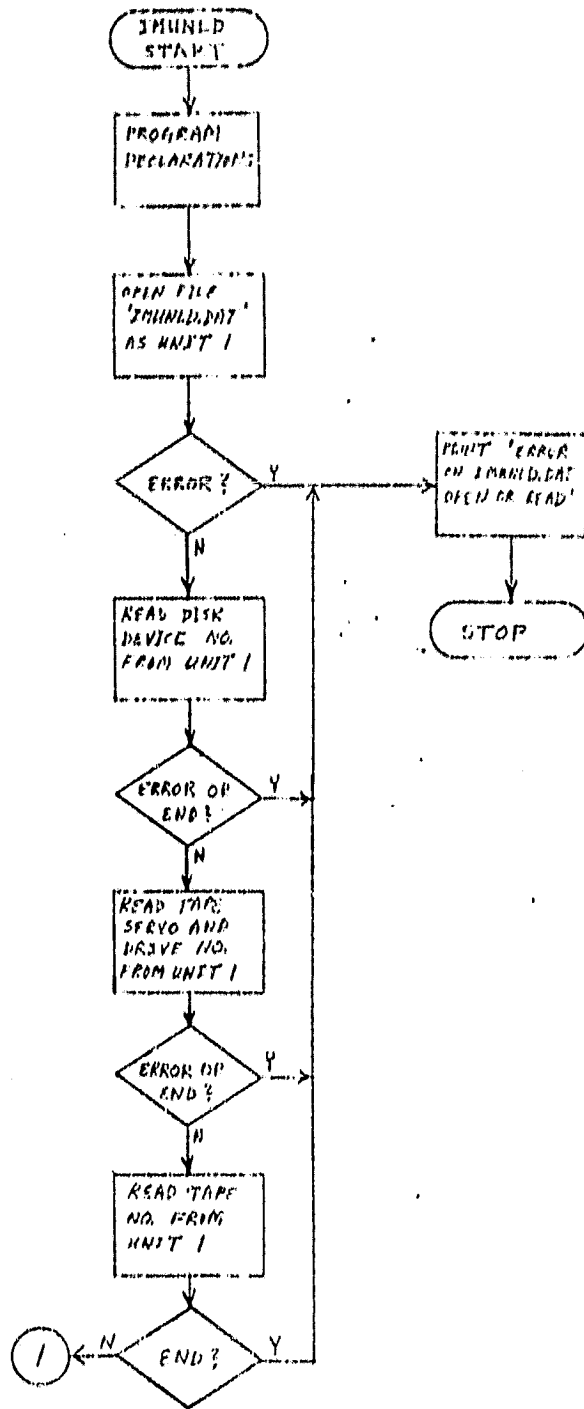 IMUNLD
START
PROGRAM
DECLARATIONS
OPEN FILE
'IMUNLD.DAT'
AS UNIT 1
ERROR?
Y
N
PRINT 'ERROR
ON IMUNLD.DAT
OPEN OR READ'
STOP
READ DISK
DEVICE NO.
FROM UNIT 1
ERROR OR
END?
Y
N
READ TAPE
SERVO AND
DRIVE NO.
FROM UNIT 1
ERROR OR
END?
Y
N
READ TAPE
NO. FROM
UNIT 1
END?
Y
N
1